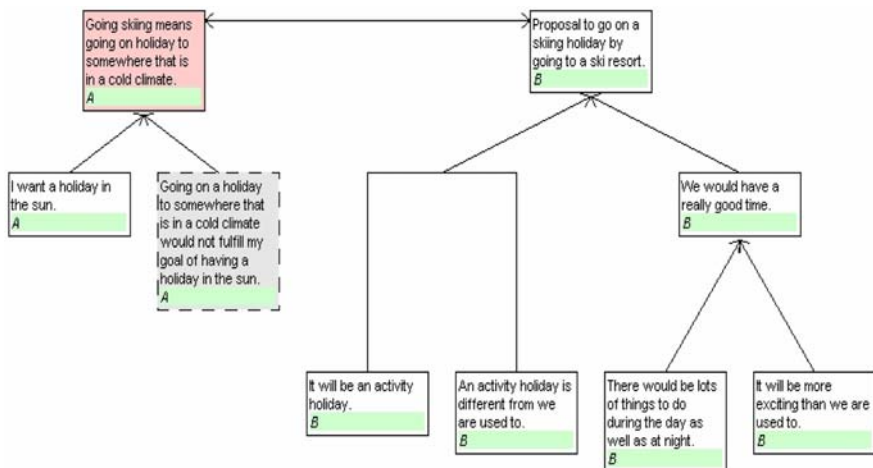 Going skiing means
going on holiday to
somewhere that is
in a cold climate.
A
Proposal to go on a
skiing holiday by
going to a ski resort.
B
I want a holiday in
the sun.
A
Going on a holiday
to somewhere that
is in a cold climate
would not fulfill my
goal of having a
holiday in the sun.
A
We would have a
really good time.
B
It will be an activity
holiday.
B
An activity holiday is
different from we
are used to.
B
There would be lots
of things to do
during the day as
well as at night.
B
It will be more
exciting than we are
used to.
B